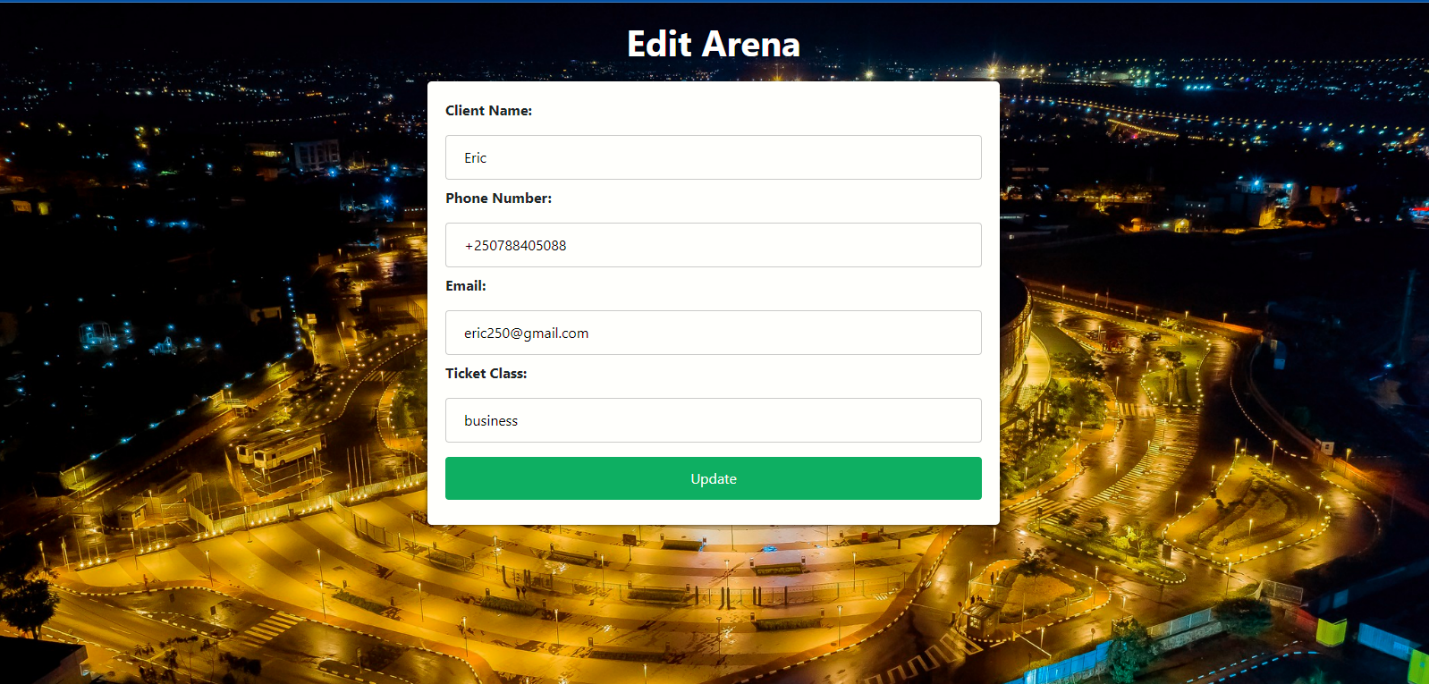 Edit Arena
Client Name:
Eric
Phone Number:
+250788405088
Email:
eric250@gmail.com
Ticket Class:
business
Update